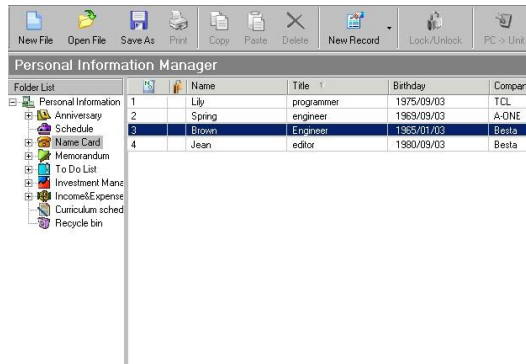 New File Open File Save As Print Copy Paste Delete New Record Lock/Unlock PC -> Unit
Personal Information Manager
Folder List
Personal Information
Anniversary
Schedule
Name Card
Memorandum
To Do List
Investment Mana
Income&Expense
Curriculum sched
Recycle bin
Name Title Birthday Compar
1 Lily programmer 1975/09/03 TCL
2 Spring engineer 1969/09/03 A-ONE
3 Brown Engineer 1965/01/03 Besta
4 Jean editor 1980/09/03 Besta